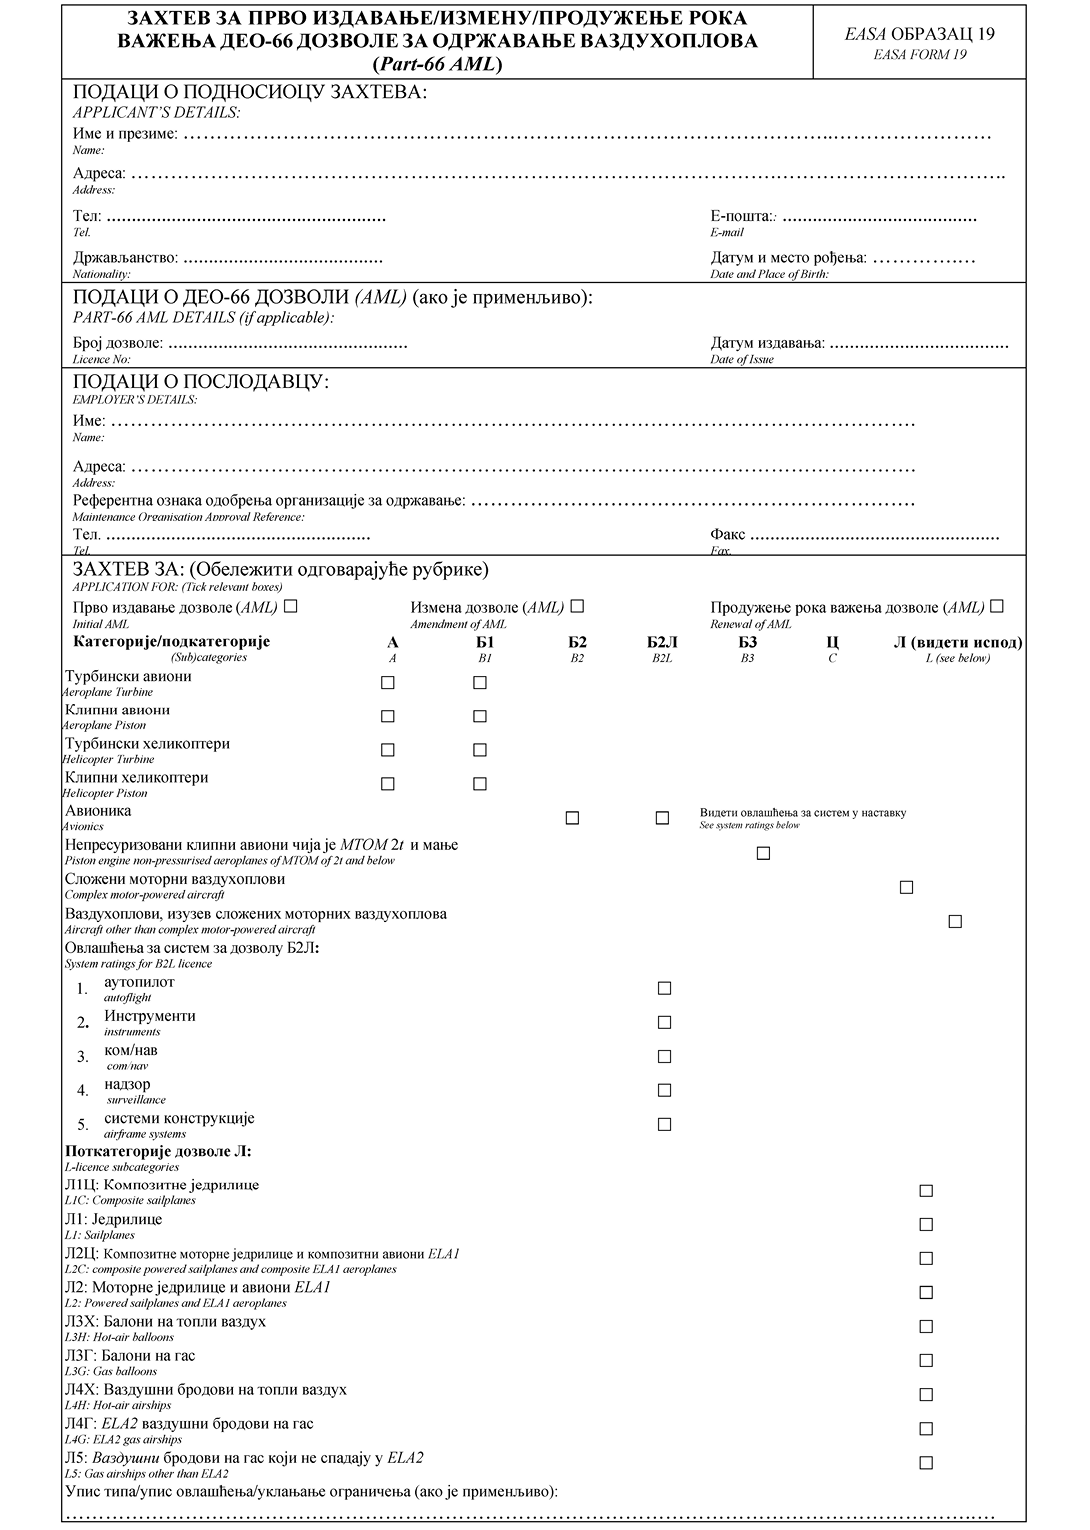 ЗАХТЕВ ЗА ПРВО ИЗДАВАЊЕ/ИЗМЕНУ/ПРОДУЖЕЊЕ РОКА
ВАЖЕЊА ДЕО-66 ДОЗВОЛЕ ЗА ОДРЖАВАЊЕ ВАЗДУХОПЛОВА
(Part-66 AML)
EASA ОБРАЗАЦ 19
EASA FORM 19
ПОДАЦИ О ПОДНОСИОЦУ ЗАХТЕВА:
APPLICANT'S DETAILS:
Име и презиме: ……………………………………………………………………………………
Name:
Адреса: ……………………………………………………………………………………………..
Address:
Тел: ........................................................ Е-пошта:: .......................................
Tel. E-mail
Држављанство: ........................................ Датум и место рођења: …………….…
Nationality: Date and Place of Birth:
ПОДАЦИ О ДЕО-66 ДОЗВОЛИ (AML) (ако је применљиво):
PART-66 AML DETAILS (if applicable):
Број дозволе: ................................................ Датум издавања: ....................................
Licence No: Date of Issue
ПОДАЦИ О ПОСЛОДАВЦУ:
EMPLOYER'S DETAILS:
Име: …………………………………………………………………………………….
Name:
Адреса: ………………………………………………………………………………….
Address:
Референтна ознака одобрења организације за одржавање: ……………………………………….
Maintenance Organisation Approval Reference:
Тел. ..................................................... Факс ..................................................
Tel. Fax.
ЗАХТЕВ ЗА: (Обележити одговарајуће рубрике)
APPLICATION FOR: (Tick relevant boxes)
Прво издавање дозволе (AML) ☐ Измена дозволе (AML) ☐ Продужење рока важења дозволе (AML) ☐
Initial AML Amendment of AML Renewal of AML
Категорије/подкатегорије А Б1 Б2 Б2Л Б3 Ц Л (видети испод)
(Sub)categories A B1 B2 B2L B3 C L (see below)
Турбински авиони ☐ ☐
Aeroplane Turbine
Клипни авиони ☐ ☐
Aeroplane Piston
Турбински хеликоптери ☐ ☐
Helicopter Turbine
Клипни хеликоптери ☐ ☐
Helicopter Piston
Авионика ☐ ☐ Видети овлашћења за систем у наставку
Avionics See system ratings below
Непресуризовани клипни авиони чија је MTOM 2t и мање ☐
Piston engine non-pressurised aeroplanes of MTOM of 2t and below
Сложени моторни ваздухоплови ☐
Complex motor-powered aircraft
Ваздухоплови, изузев сложених моторних ваздухоплова ☐
Aircraft other than complex motor-powered aircraft
Овлашћења за систем за дозволу Б2Л:
System ratings for B2L licence
1. аутопилот ☐
autoflight
2. Инструменти ☐
instruments
3. ком/нав ☐
com/nav
4. надзор ☐
surveillance
5. системи конструкције ☐
airframe systems
Поткатегорије дозволе Л:
L-licence subcategories
Л1Ц: Композитне једрилице ☐
L1C: Composite sailplanes
Л1: Једрилице ☐
L1: Sailplanes
Л2Ц: Композитне моторне једрилице и композитни авиони ELA1 ☐
L2C: composite powered sailplanes and composite ELA1 aeroplanes
Л2: Моторне једрилице и авиони ELA1 ☐
L2: Powered sailplanes and ELA1 aeroplanes
Л3Х: Балони на топли ваздух ☐
L3H: Hot-air balloons
Л3Г: Балони на гас ☐
L3G: Gas balloons
Л4Х: Ваздушни бродови на топли ваздух ☐
L4H: Hot-air airships
Л4Г: ELA2 ваздушни бродови на гас ☐
L4G: ELA2 gas airships
Л5: Ваздушни бродови на гас који не спадају у ELA2 ☐
L5: Gas airships other than ELA2
Упис типа/упис овлашћења/уклањање ограничења (ако је применљиво):
……………………………………………………………………………………………………